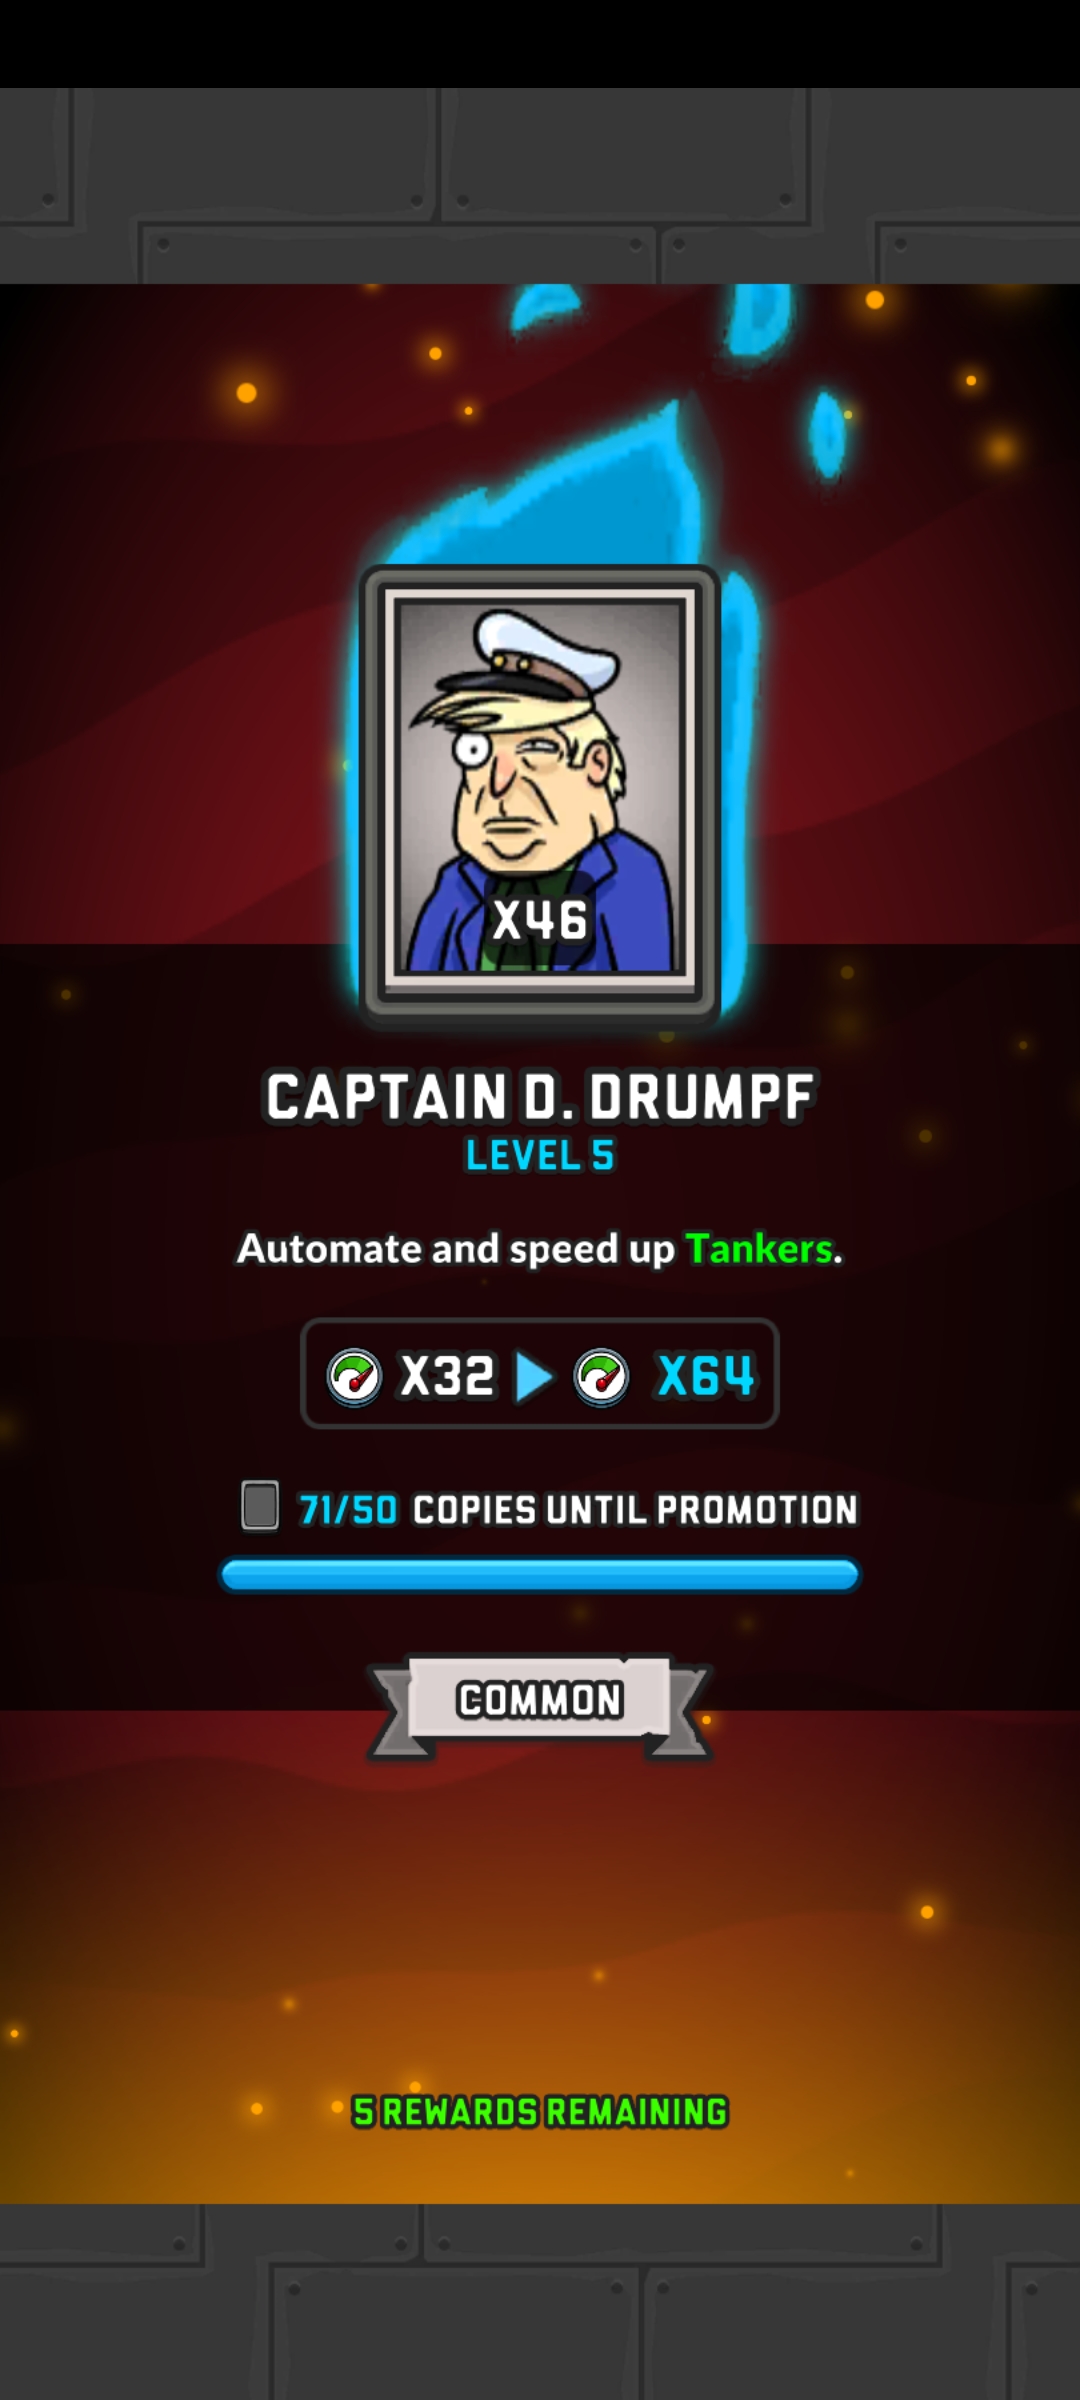 X46
CAPTAIN D. DRUMPF
LEVEL 5
Automate and speed up Tankers.
X32 X64
71/50 COPIES UNTIL PROMOTION
COMMON
5 REWARDS REMAINING